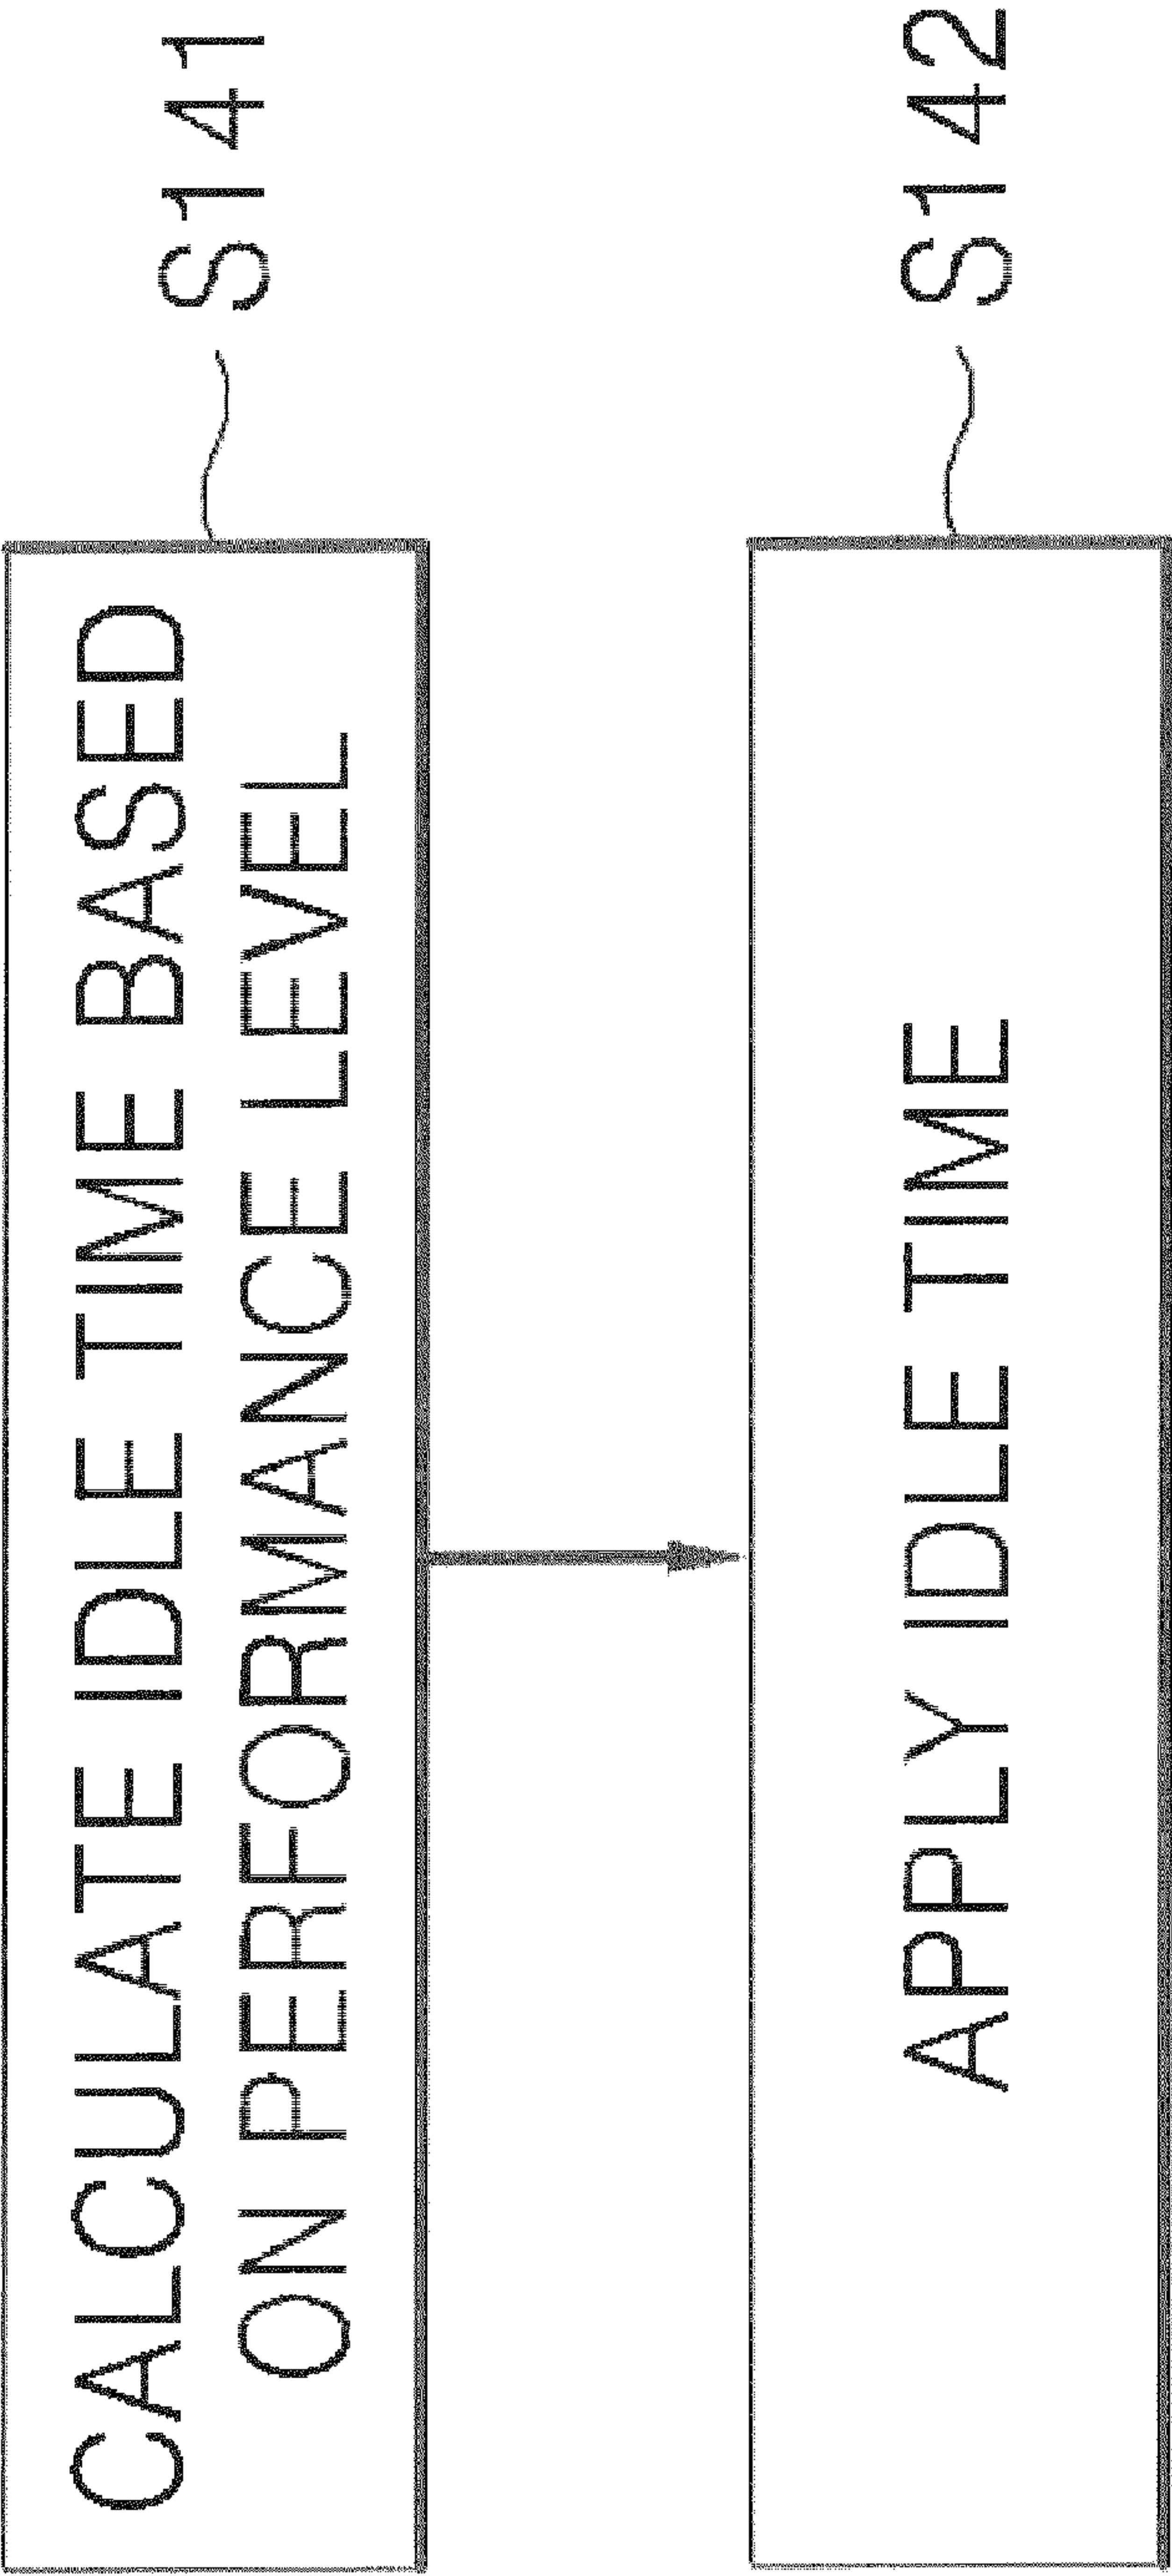 CALCULATE IDLE TIME BASED
ON PERFORMANCE LEVEL
S141
APPLY IDLE TIME
S142